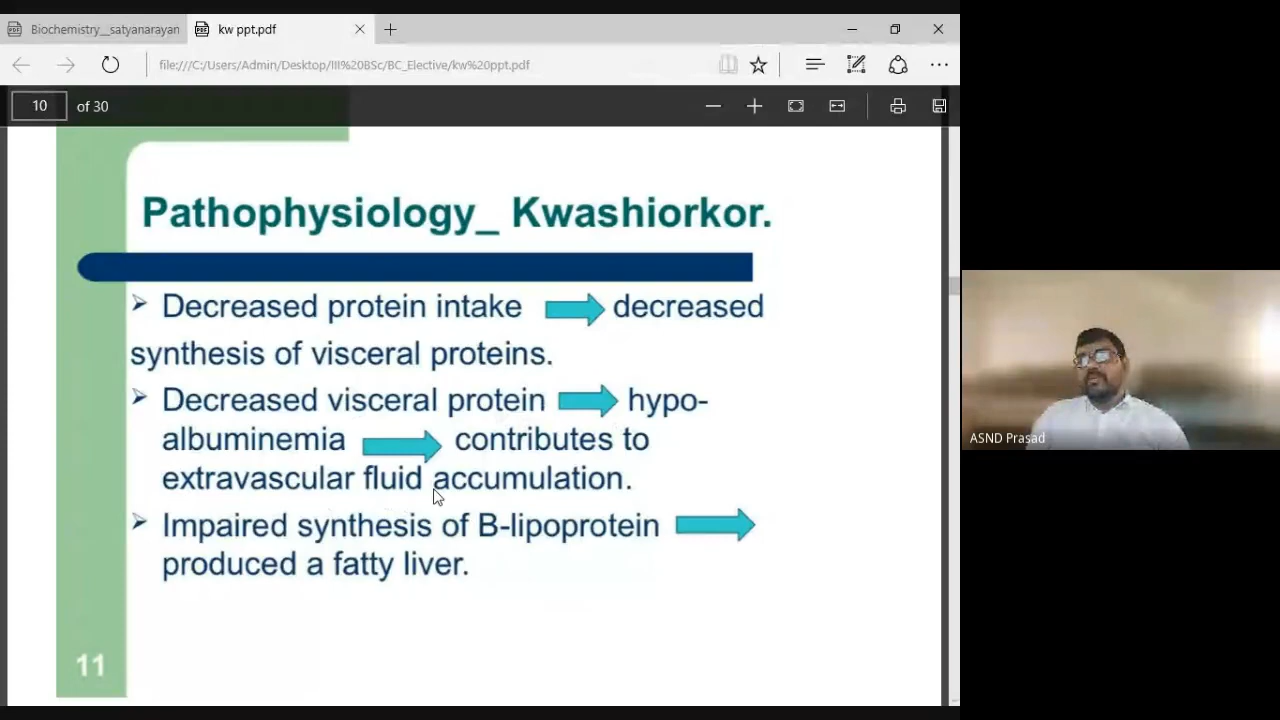 Biochemistry__satyanarayan
kw ppt.pdf
file:///C:/Users/Admin/Desktop/III%20BSc/BC_Elective/kw%20ppt.pdf
10 of 30
Pathophysiology_ Kwashiorkor.
Decreased protein intake decreased
synthesis of visceral proteins.
Decreased visceral protein hypo-
albuminemia contributes to
extravascular fluid accumulation.
Impaired synthesis of B-lipoprotein
produced a fatty liver.
11
ASND Prasad